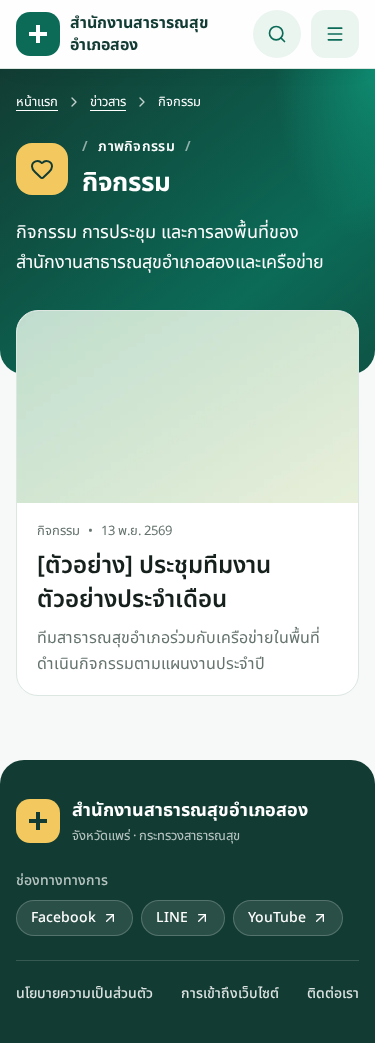 สำนักงานสาธารณสุข
อำเภอสอง
หน้าแรก > ข่าวสาร > กิจกรรม
/ ภาพกิจกรรม /
กิจกรรม
กิจกรรม การประชุม และการลงพื้นที่ของ
สำนักงานสาธารณสุขอำเภอสองและเครือข่าย
กิจกรรม • 13 พ.ย. 2569
[ตัวอย่าง] ประชุมทีมงาน
ตัวอย่างประจำเดือน
ทีมสาธารณสุขอำเภอร่วมกับเครือข่ายในพื้นที่
ดำเนินกิจกรรมตามแผนงานประจำปี
สำนักงานสาธารณสุขอำเภอสอง
จังหวัดแพร่ · กระทรวงสาธารณสุข
ช่องทางทางการ
Facebook LINE YouTube
นโยบายความเป็นส่วนตัว การเข้าถึงเว็บไซต์ ติดต่อเรา